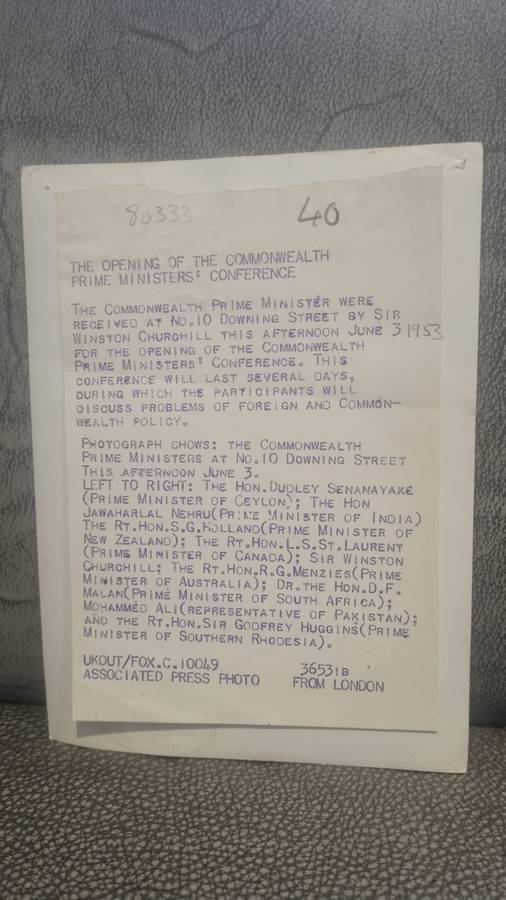 80333 40
THE OPENING OF THE COMMONWEALTH
PRIME MINISTERS' CONFERENCE
THE COMMONWEALTH PRIME MINISTER WERE
RECEIVED AT NO.10 DOWNING STREET BY SIR
WINSTON CHURCHILL THIS AFTERNOON JUNE 3 1953
FOR THE OPENING OF THE COMMONWEALTH
PRIME MINISTERS' CONFERENCE. THIS
CONFERENCE WILL LAST SEVERAL DAYS,
DURING WHICH THE PARTICIPANTS WILL
DISCUSS PROBLEMS OF FOREIGN AND COMMON-
WEALTH POLICY.
PHOTOGRAPH SHOWS: THE COMMONWEALTH
PRIME MINISTERS AT NO.10 DOWNING STREET
THIS AFTERNOON JUNE 3.
LEFT TO RIGHT: THE HON.DUDLEY SENANAYAKE
(PRIME MINISTER OF CEYLON); THE HON
JAWAHARLAL NEHRU(PRIME MINISTER OF INDIA)
THE RT.HON.S.G.HOLLAND(PRIME MINISTER OF
NEW ZEALAND); THE RT.HON.L.S.ST.LAURENT
(PRIME MINISTER OF CANADA); SIR WINSTON
CHURCHILL; THE RT.HON.R.G.MENZIES(PRIME
MINISTER OF AUSTRALIA); DR.THE HON.D.F.
MALAN(PRIME MINISTER OF SOUTH AFRICA);
MOHAMMED ALI(REPRESENTATIVE OF PAKISTAN);
AND THE RT.HON.SIR GODFREY HUGGINS(PRIME
MINISTER OF SOUTHERN RHODESIA).
UKOUT/FOX.C.10049 36531B
ASSOCIATED PRESS PHOTO FROM LONDON